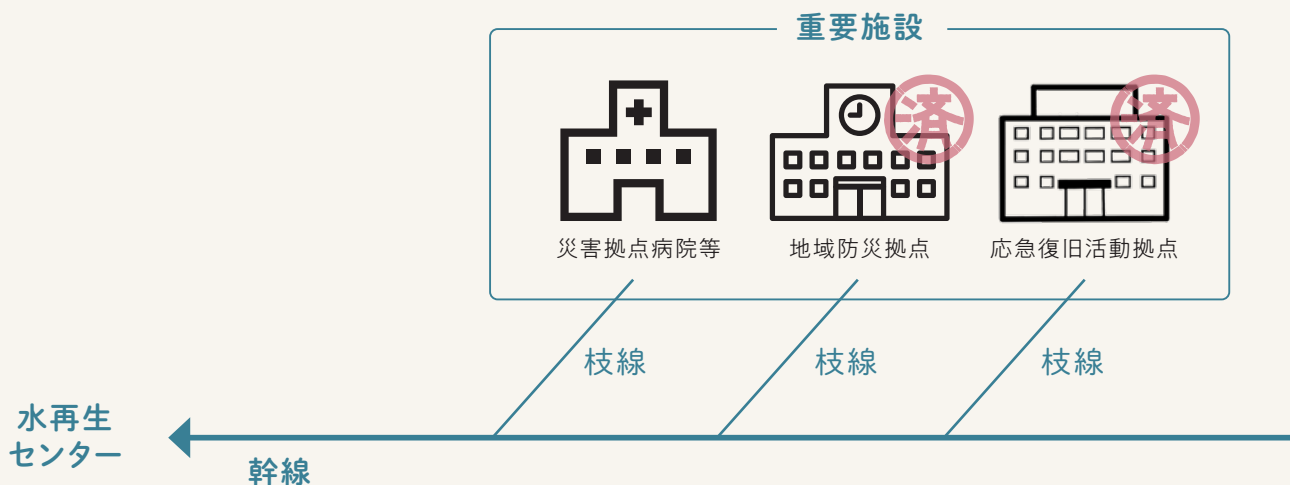 重要施設
済
済
災害拠点病院等
地域防災拠点
応急復旧活動拠点
枝線
枝線
枝線
水再生
センター
幹線